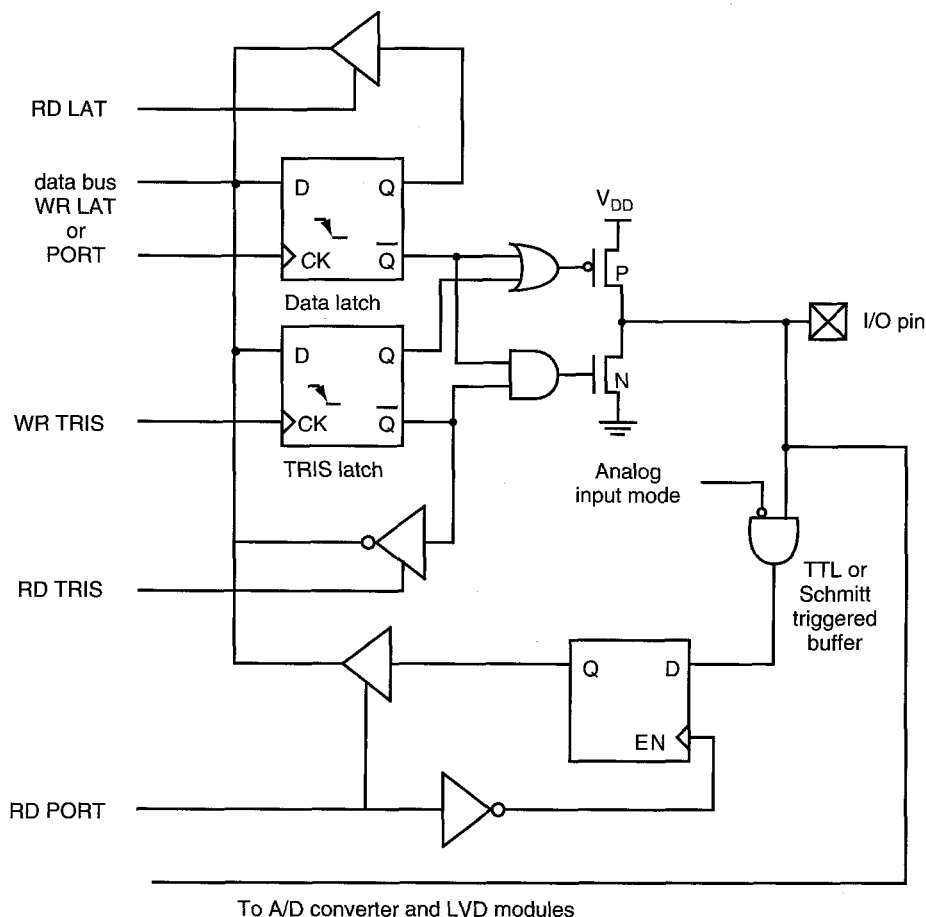 RD LAT
data bus
WR LAT
or
PORT
D
Q
CK
Q̅
Data latch
V_DD
P
I/O pin
D
Q
N
WR TRIS
CK
Q̅
TRIS latch
Analog
input mode
RD TRIS
TTL or
Schmitt
triggered
buffer
Q
D
EN
RD PORT
To A/D converter and LVD modules